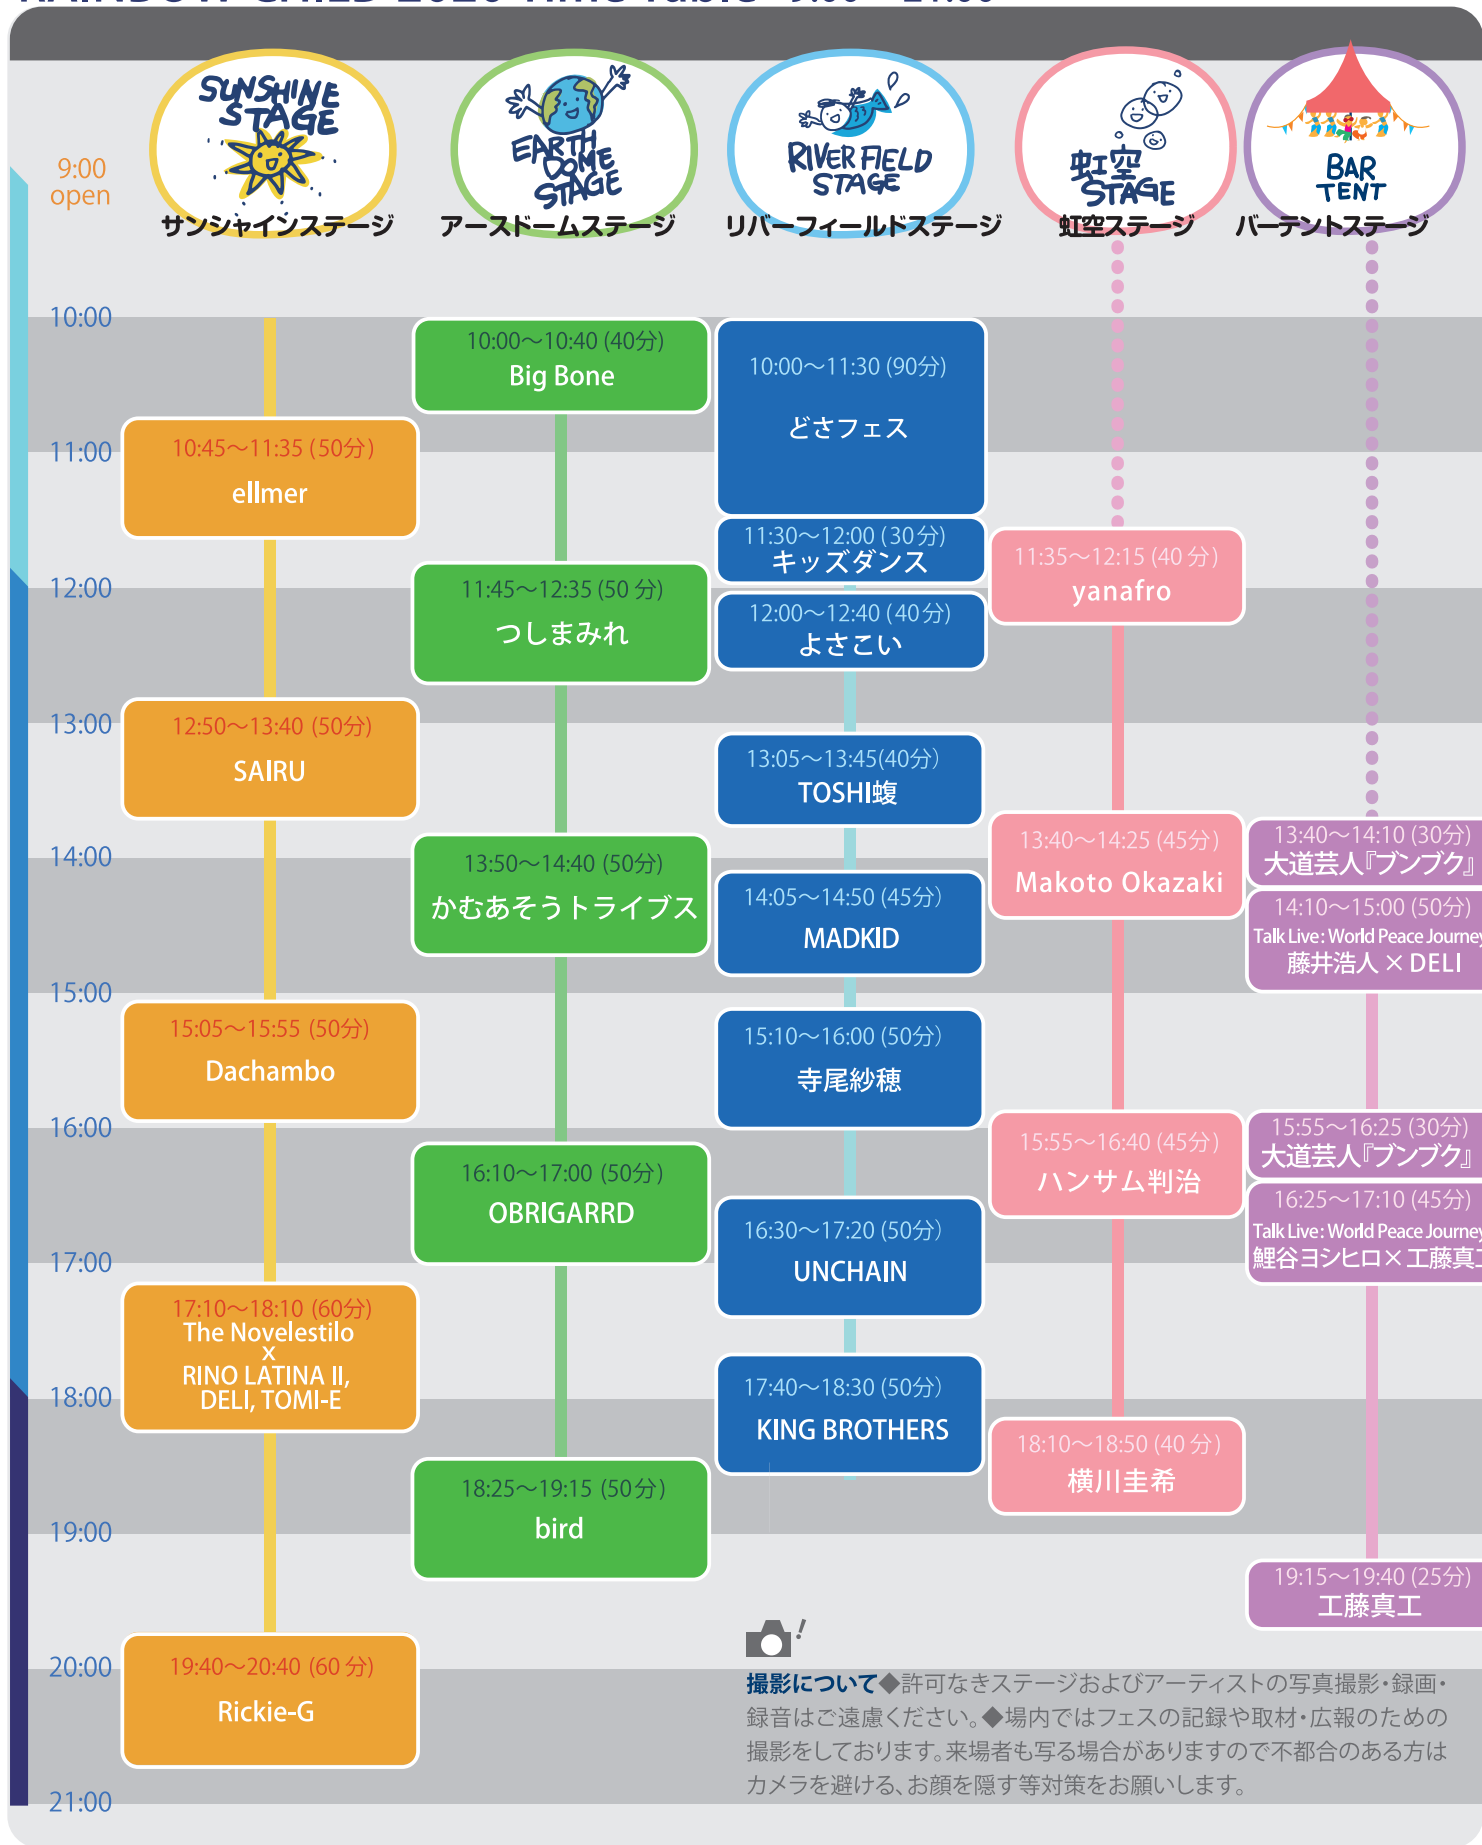 SUNSHINE
STAGE
サンシャインステージ
EARTH
DOME
STAGE
アースドームステージ
RIVER FIELD
STAGE
リバーフィールドステージ
虹空
STAGE
虹空ステージ
BAR
TENT
バーテントステージ
9:00
open
10:00
11:00
12:00
13:00
14:00
15:00
16:00
17:00
18:00
19:00
20:00
21:00
10:45〜11:35 (50分)
ellmer
12:50〜13:40 (50分)
SAIRU
15:05〜15:55 (50分)
Dachambo
17:10〜18:10 (60分)
The Novelestilo
x
RINO LATINA II,
DELI, TOMI-E
19:40〜20:40 (60分)
Rickie-G
10:00〜10:40 (40分)
Big Bone
11:45〜12:35 (50分)
つしまみれ
13:50〜14:40 (50分)
かむあそうトライブス
16:10〜17:00 (50分)
OBRIGARRD
18:25〜19:15 (50分)
bird
10:00〜11:30 (90分)
どさフェス
11:30〜12:00 (30分)
キッズダンス
12:00〜12:40 (40分)
よさこい
13:05〜13:45(40分)
TOSHI蝮
14:05〜14:50 (45分)
MADKID
15:10〜16:00 (50分)
寺尾紗穂
16:30〜17:20 (50分)
UNCHAIN
17:40〜18:30 (50分)
KING BROTHERS
11:35〜12:15 (40分)
yanafro
13:40〜14:25 (45分)
Makoto Okazaki
15:55〜16:40 (45分)
ハンサム判治
18:10〜18:50 (40分)
横川圭希
13:40〜14:10 (30分)
大道芸人『ブンブク』
14:10〜15:00 (50分)
Talk Live : World Peace Journey
藤井浩人 × DELI
15:55〜16:25 (30分)
大道芸人『ブンブク』
16:25〜17:10 (45分)
Talk Live : World Peace Journey
鯉谷ヨシヒロ×工藤真工
19:15〜19:40 (25分)
工藤真工
!
撮影について◆許可なきステージおよびアーティストの写真撮影・録画・
録音はご遠慮ください。◆場内ではフェスの記録や取材・広報のための
撮影をしております。来場者も写る場合がありますので不都合のある方は
カメラを避ける、お顔を隠す等対策をお願いします。